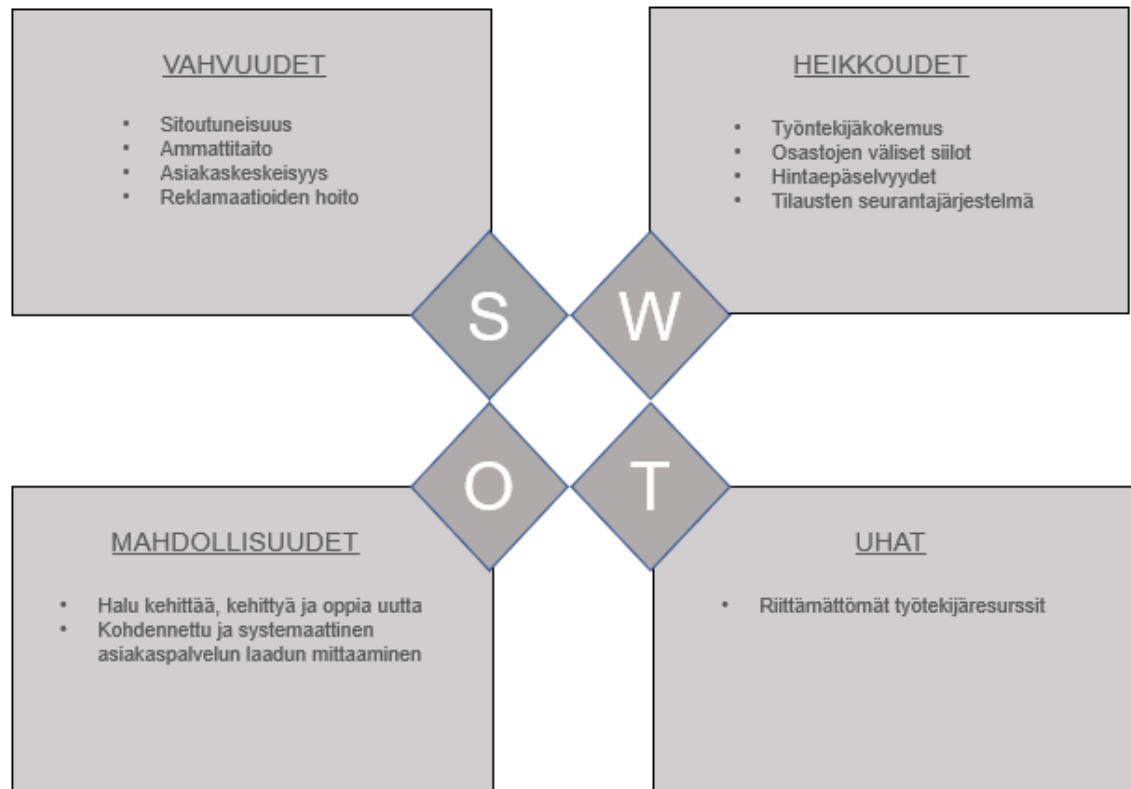 VAHVUUDET
• Sitoutuneisuus
• Ammattitaito
• Asiakaskeskeisyys
• Reklamaatioiden hoito
HEIKKOUDET
• Työntekijäkokemus
• Osastojen väliset siilot
• Hintaepäselvyydet
• Tilausten seurantajärjestelmä
S
W
O
T
MAHDOLLISUUDET
• Halu kehittää, kehittyä ja oppia uutta
• Kohdennettu ja systemaattinen
asiakaspalvelun laadun mittaaminen
UHAT
• Riittämättömät työtekijäresurssit